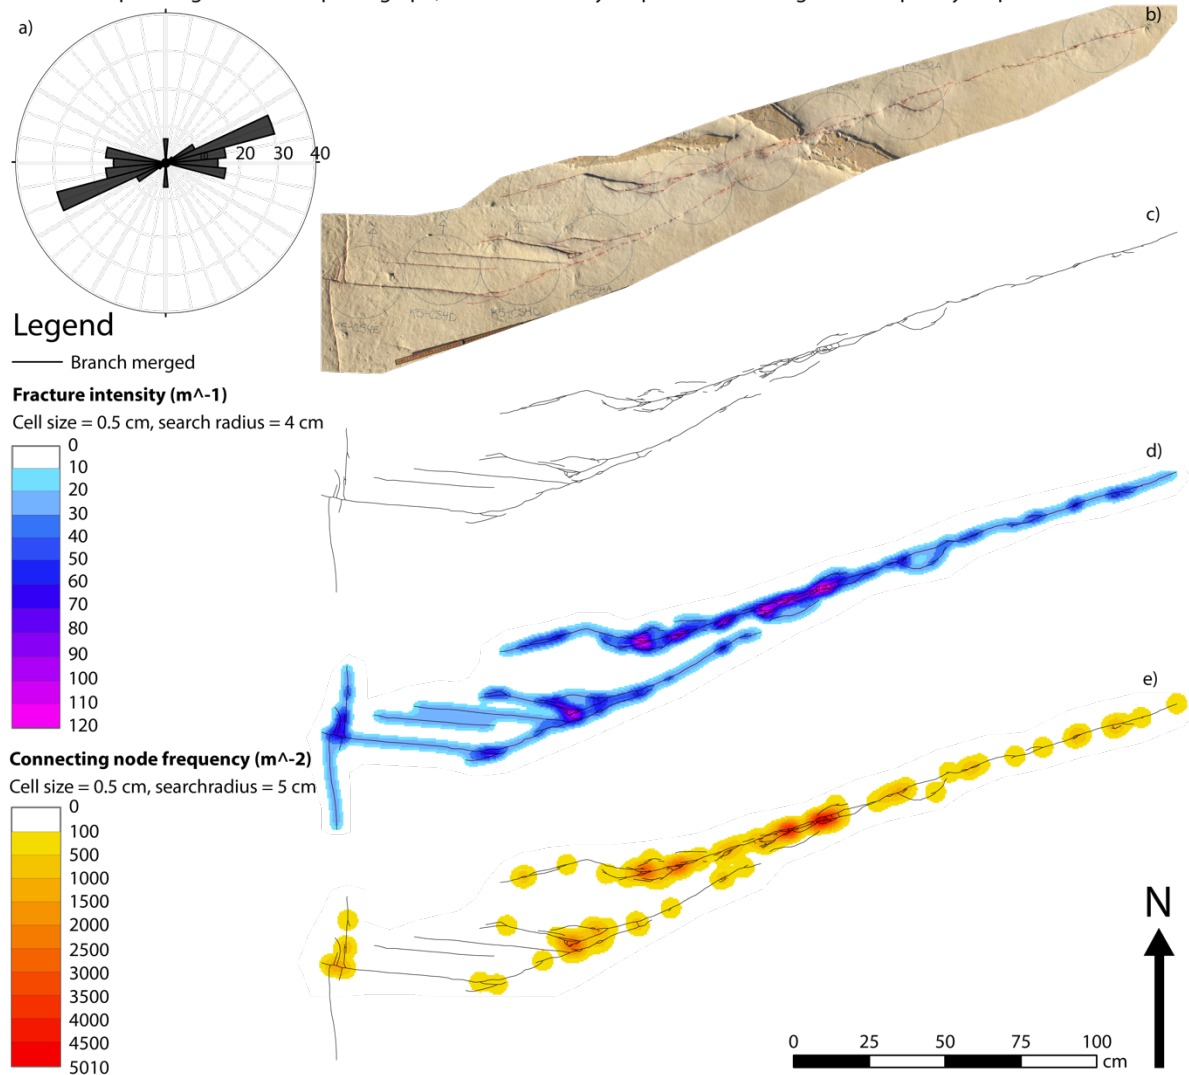 a)
20 30 40
b)
c)
Legend
Branch merged
Fracture intensity (m^-1)
Cell size = 0.5 cm, search radius = 4 cm
0
10
20
30
40
50
60
70
80
90
100
110
120
d)
e)
Connecting node frequency (m^-2)
Cell size = 0.5 cm, searchradius = 5 cm
0
100
500
1000
1500
2000
2500
3000
3500
4000
4500
5010
N
0 25 50 75 100
cm